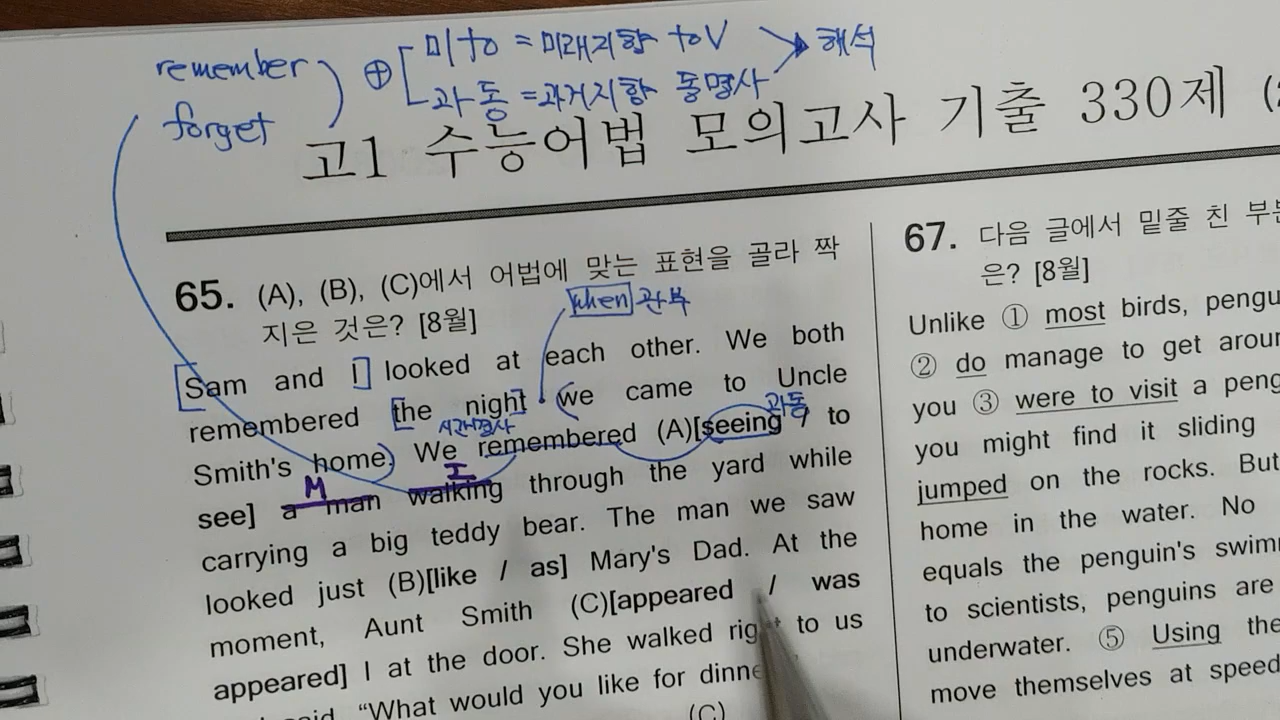 remember
forget
⊕
미to = 미래지향 toV
과 동 =과거지향 동명사
해석
고1 수능어법 모의고사 기출 330제 (
65. (A), (B), (C)에서 어법에 맞는 표현을 골라 짝
지은 것은? [8월]
when 관부
[Sam and I] looked at each other. We both
remembered [the night] (we came to Uncle
시간명사
과동
Smith's home.) We remembered (A)[seeing / to
M
I
see] a man walking through the yard while
carrying a big teddy bear. The man we saw
looked just (B)[like / as] Mary's Dad. At the
moment, Aunt Smith (C)[appeared / was
appeared] I at the door. She walked right to us
said, “What would you like for
(C)
67. 다음 글에서 밑줄 친
은? [8월]
Unlike ① most birds,
② do manage to get
you ③ were to visit a
you might find it sliding
jumped on the rocks. But
home in the water. No
equals the penguin's
to scientists, penguins are
underwater. ⑤ Using
move themselves at